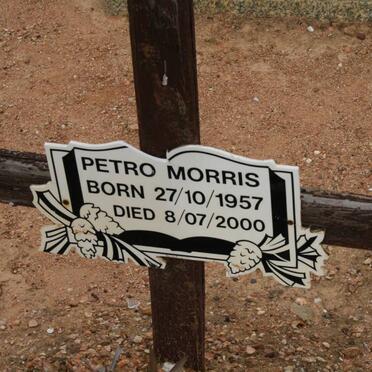 PETRO MORRIS
BORN 27/10/1957
DIED 8/07/2000